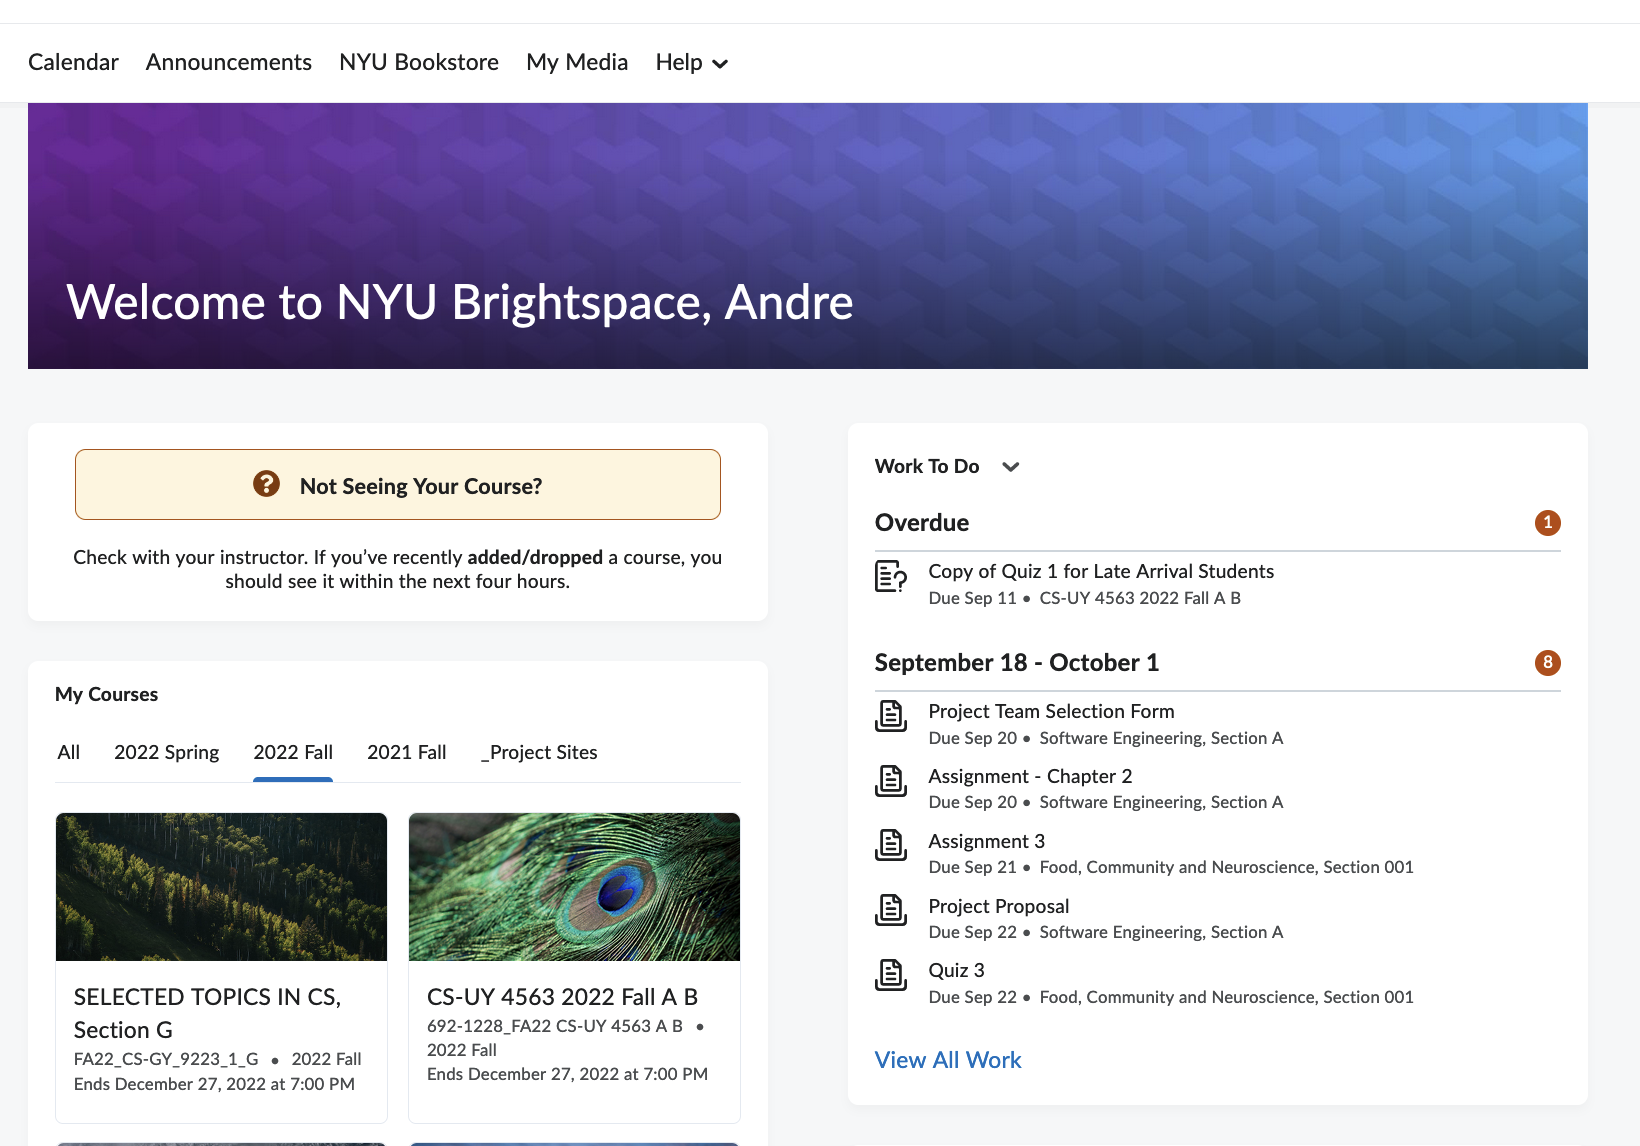 Calendar
Announcements
NYU Bookstore
My Media
Help
Welcome to NYU Brightspace, Andre
? Not Seeing Your Course?
Check with your instructor. If you’ve recently added/dropped a course, you
should see it within the next four hours.
My Courses
All
2022 Spring
2022 Fall
2021 Fall
_Project Sites
SELECTED TOPICS IN CS,
Section G
FA22_CS-GY_9223_1_G • 2022 Fall
Ends December 27, 2022 at 7:00 PM
CS-UY 4563 2022 Fall A B
692-1228_FA22 CS-UY 4563 A B •
2022 Fall
Ends December 27, 2022 at 7:00 PM
Work To Do
Overdue
1
Copy of Quiz 1 for Late Arrival Students
Due Sep 11 • CS-UY 4563 2022 Fall A B
September 18 - October 1
8
Project Team Selection Form
Due Sep 20 • Software Engineering, Section A
Assignment - Chapter 2
Due Sep 20 • Software Engineering, Section A
Assignment 3
Due Sep 21 • Food, Community and Neuroscience, Section 001
Project Proposal
Due Sep 22 • Software Engineering, Section A
Quiz 3
Due Sep 22 • Food, Community and Neuroscience, Section 001
View All Work